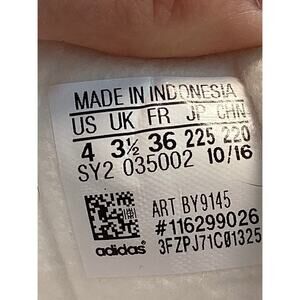 MADE IN INDONESIA
US UK FR JP CHN
4 3½ 36 225 220
SY2 035002 10/16
ART BY9145
#116299026
adidas 3FZPJ71C01325